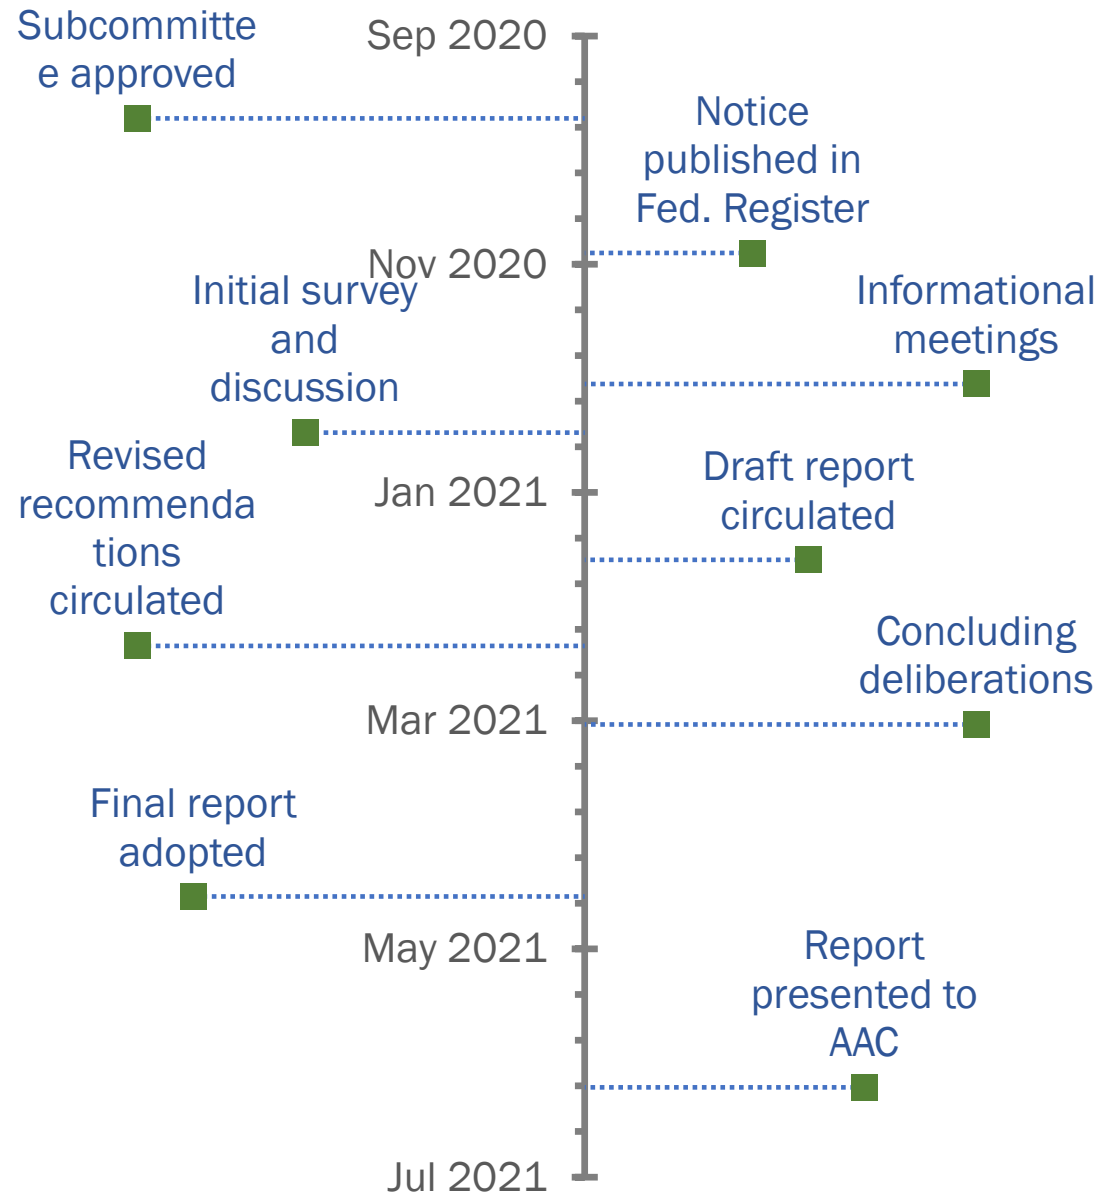 Subcommitte
e approved
Sep 2020
Notice
published in
Fed. Register
Nov 2020
Initial survey
and
discussion
Informational
meetings
Revised
recommenda
tions
circulated
Jan 2021
Draft report
circulated
Concluding
deliberations
Mar 2021
Final report
adopted
May 2021
Report
presented to
AAC
Jul 2021